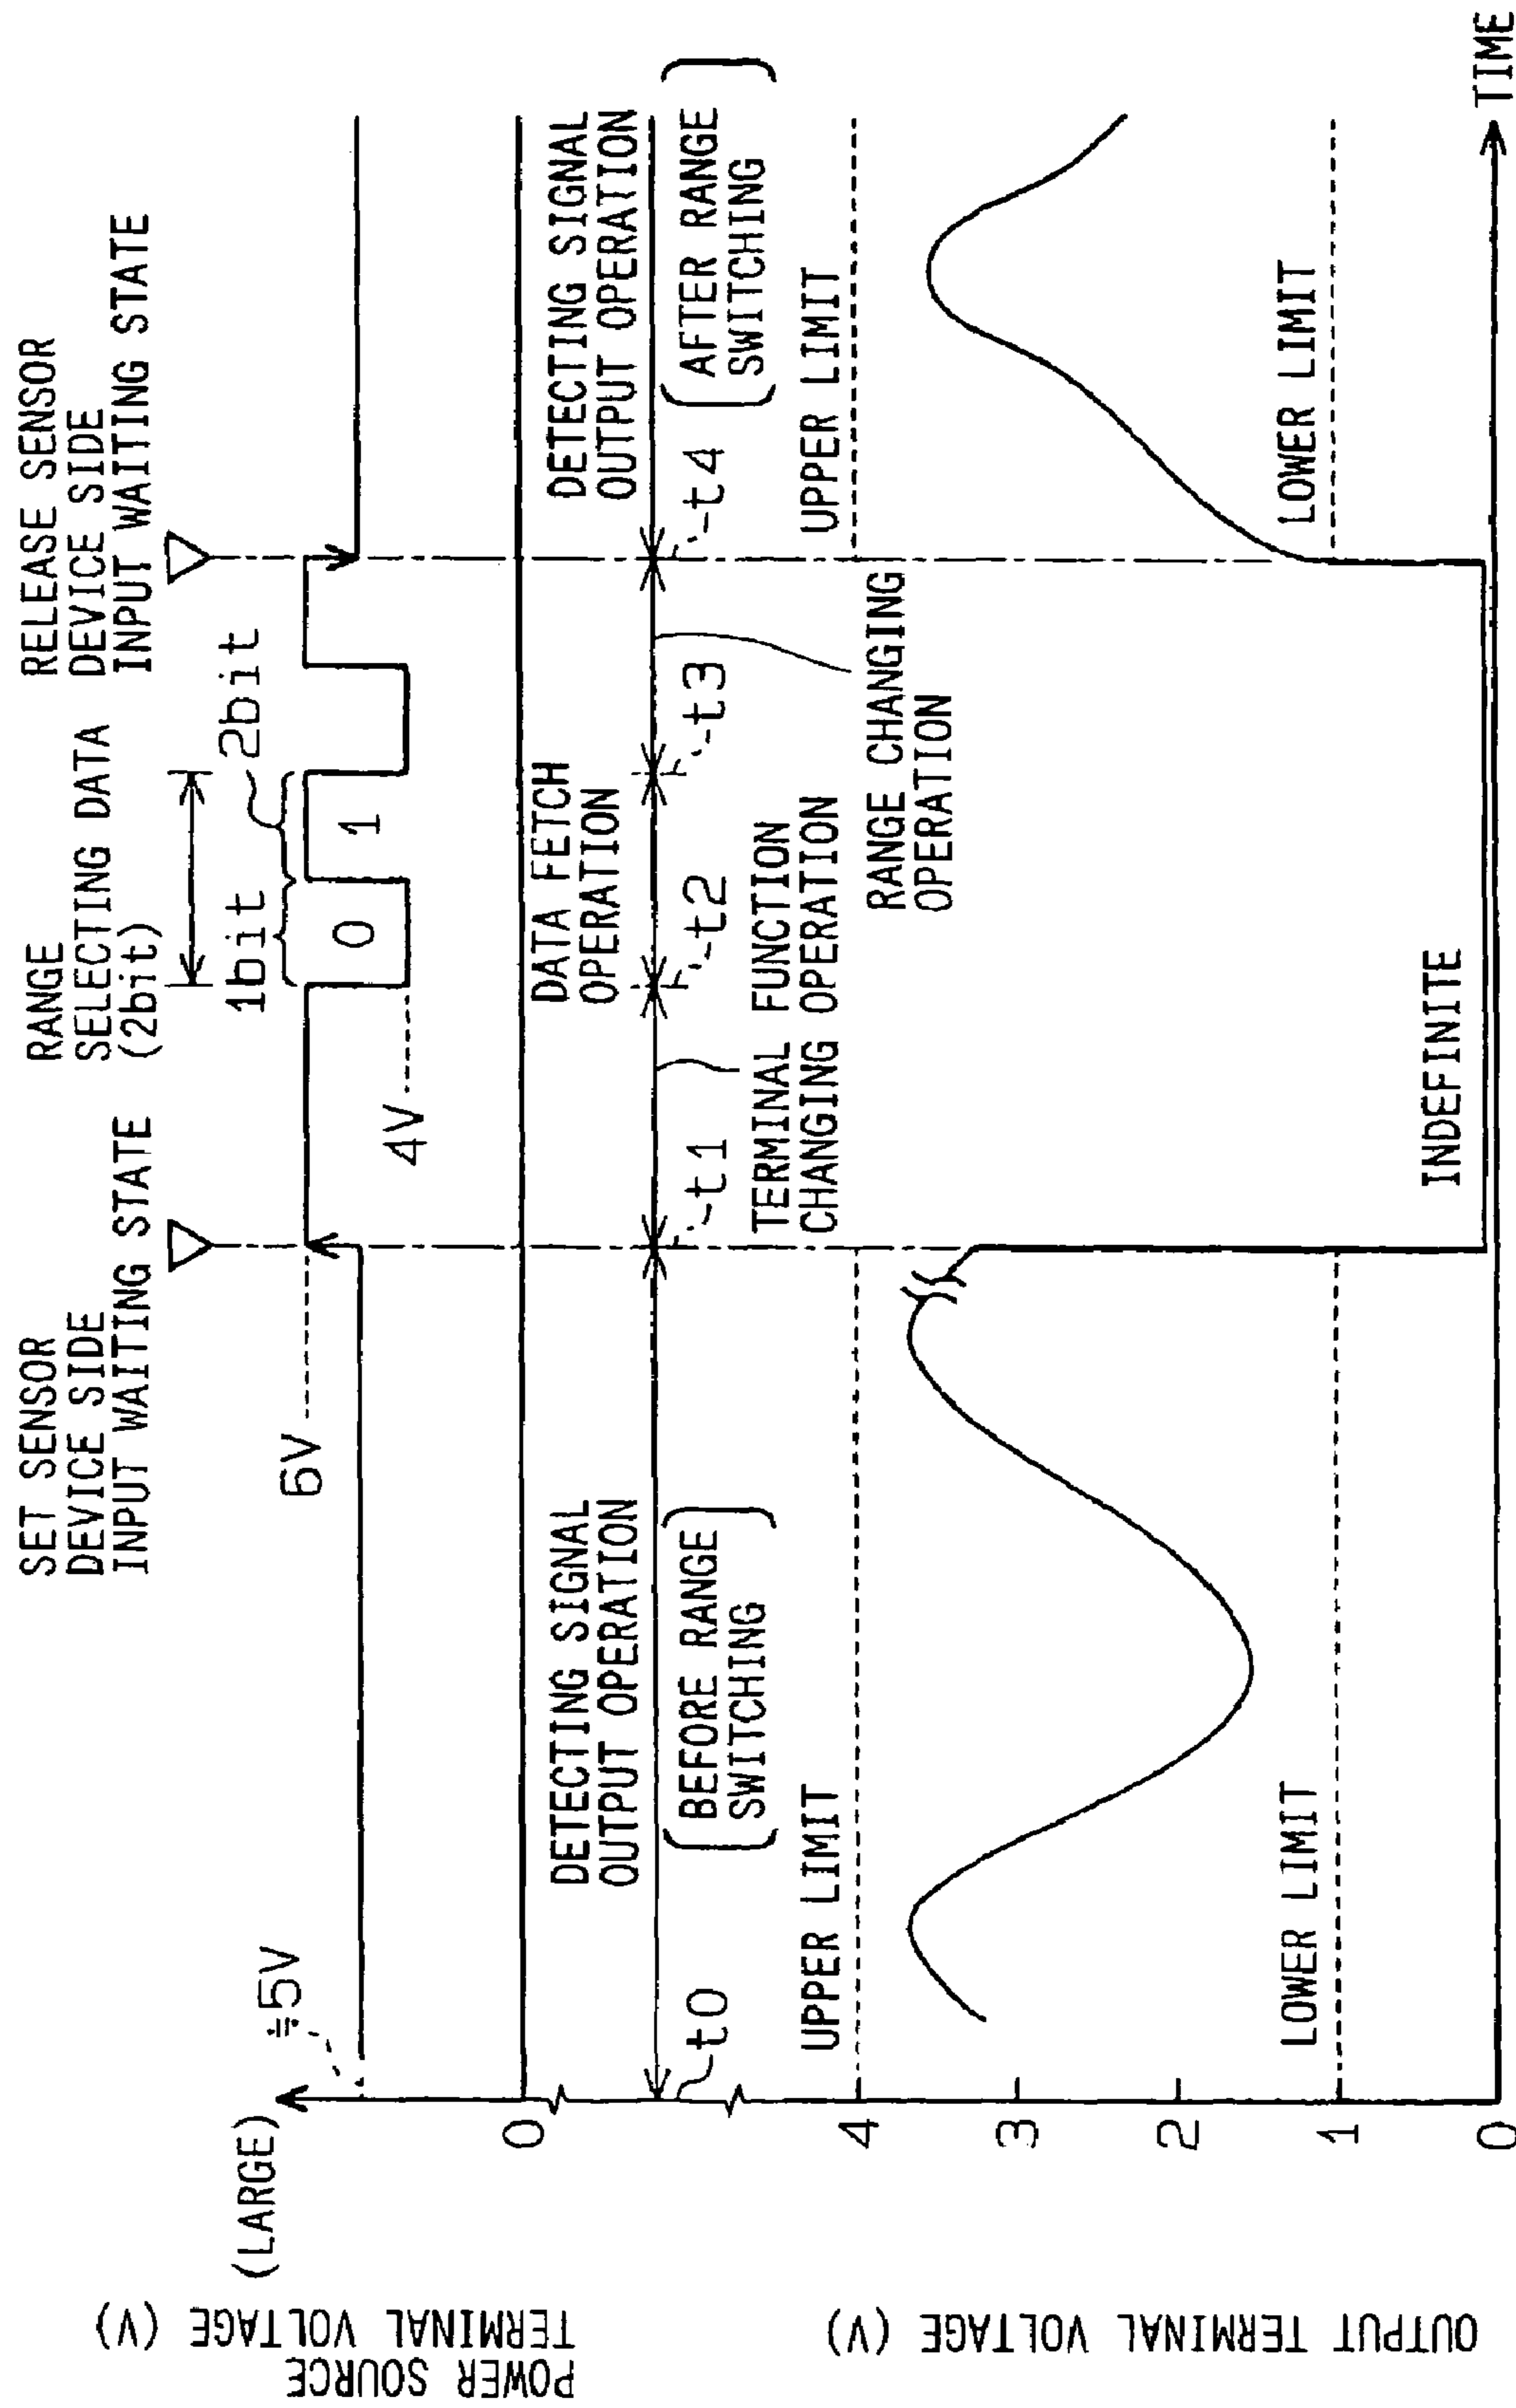 SET SENSOR
DEVICE SIDE
INPUT WAITING STATE
RANGE
SELECTING DATA
(2bit)
RELEASE SENSOR
DEVICE SIDE
INPUT WAITING STATE
1bit
2bit
(LARGE)
≒5V
6V
4V
0
1
POWER SOURCE
TERMINAL VOLTAGE (V)
0
DETECTING SIGNAL
OUTPUT OPERATION
(BEFORE RANGE
SWITCHING)
DATA FETCH
OPERATION
DETECTING SIGNAL
OUTPUT OPERATION
(AFTER RANGE
SWITCHING)
t0
t1
t2
t3
t4
TERMINAL FUNCTION
CHANGING OPERATION
RANGE CHANGING
OPERATION
UPPER LIMIT
UPPER LIMIT
4
3
2
1
0
OUTPUT TERMINAL VOLTAGE (V)
LOWER LIMIT
LOWER LIMIT
INDEFINITE
TIME